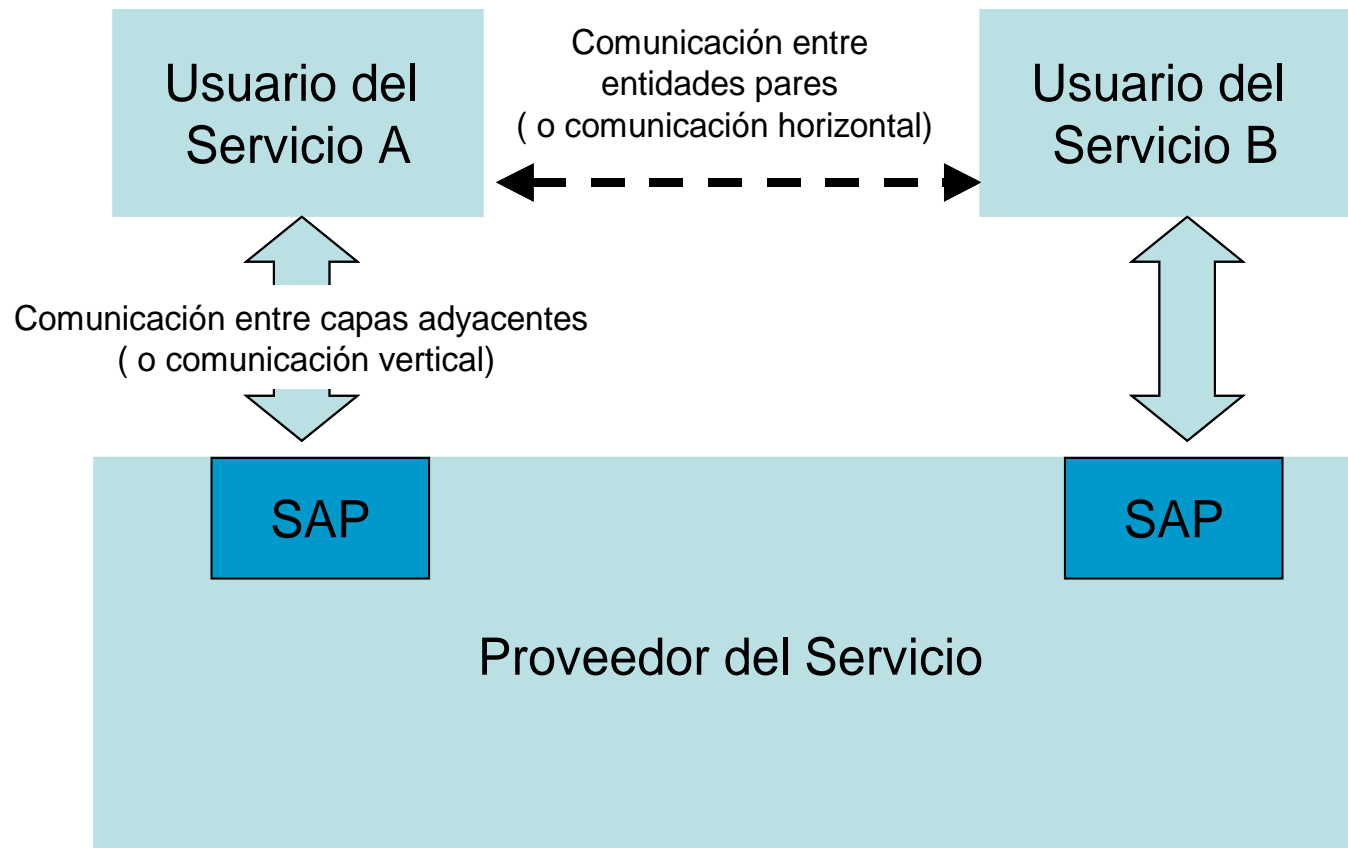 Usuario del
Servicio A
Comunicación entre
entidades pares
( o comunicación horizontal)
Usuario del
Servicio B
Comunicación entre capas adyacentes
( o comunicación vertical)
SAP
SAP
Proveedor del Servicio